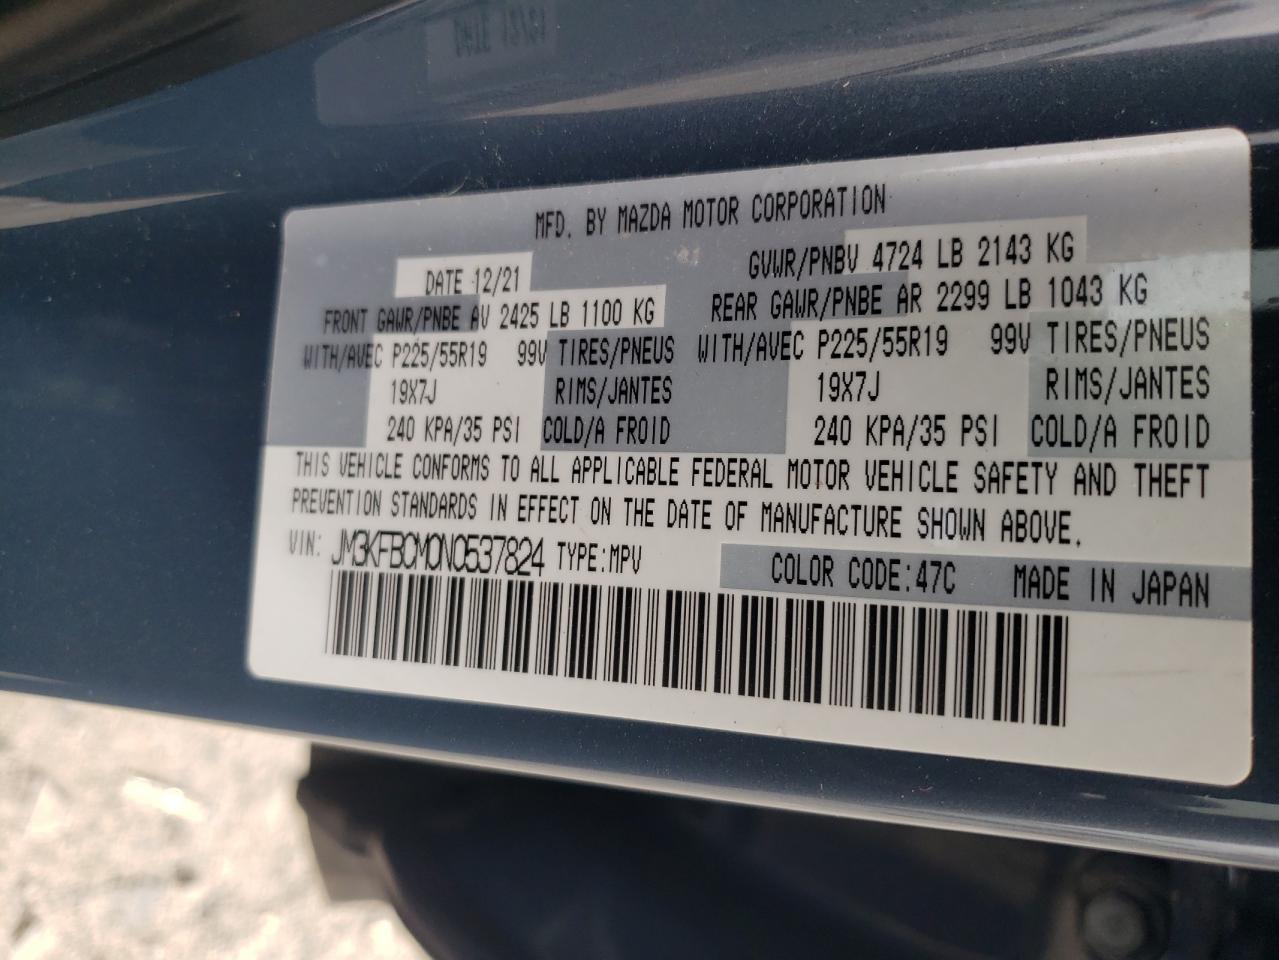 MFD. BY MAZDA MOTOR CORPORATION
DATE 12/21
GVWR/PNBV 4724 LB 2143 KG
FRONT GAWR/PNBE AV 2425 LB 1100 KG
REAR GAWR/PNBE AR 2299 LB 1043 KG
WITH/AVEC P225/55R19 99V TIRES/PNEUS
WITH/AVEC P225/55R19 99V TIRES/PNEUS
19X7J RIMS/JANTES
19X7J RIMS/JANTES
240 KPA/35 PSI COLD/A FROID
240 KPA/35 PSI COLD/A FROID
THIS VEHICLE CONFORMS TO ALL APPLICABLE FEDERAL MOTOR VEHICLE SAFETY AND THEFT
PREVENTION STANDARDS IN EFFECT ON THE DATE OF MANUFACTURE SHOWN ABOVE.
VIN: JM3KFBCM0N0537824 TYPE:MPV
COLOR CODE:47C MADE IN JAPAN